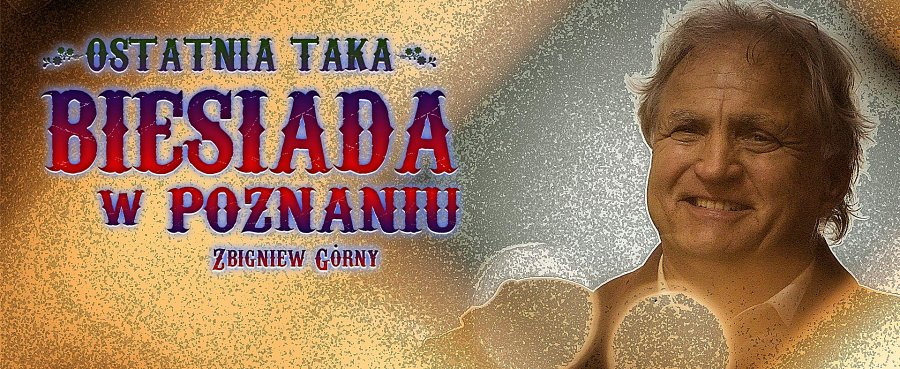 OSTATNIA TAKA
BIESIADA
W POZNANIU
ZBIGNIEW GÓRNY